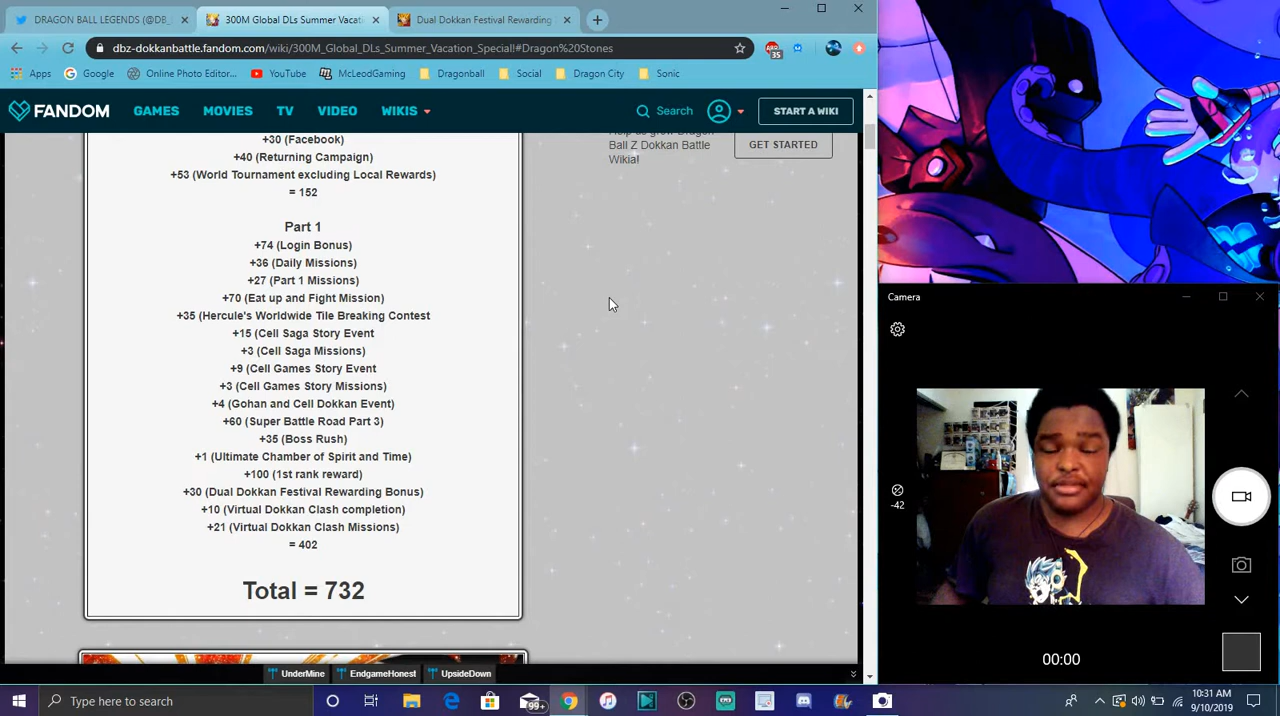 DRAGON BALL LEGENDS (@DB_
300M Global DLs Summer Vacati
Dual Dokkan Festival Rewarding
dbz-dokkanbattle.fandom.com/wiki/300M_Global_DLs_Summer_Vacation_Special!#Dragon%20Stones
35
Apps
Google
Online Photo Editor...
YouTube
McLeodGaming
Dragonball
Social
Dragon City
Sonic
FANDOM
GAMES
MOVIES
TV
VIDEO
WIKIS
Search
START A WIKI
+30 (Facebook)
+40 (Returning Campaign)
+53 (World Tournament excluding Local Rewards)
= 152
Help us grow Dragon
Ball Z Dokkan Battle
Wikia!
GET STARTED
Part 1
+74 (Login Bonus)
+36 (Daily Missions)
+27 (Part 1 Missions)
+70 (Eat up and Fight Mission)
+35 (Hercule's Worldwide Tile Breaking Contest
+15 (Cell Saga Story Event
+3 (Cell Saga Missions)
+9 (Cell Games Story Event
+3 (Cell Games Story Missions)
+4 (Gohan and Cell Dokkan Event)
+60 (Super Battle Road Part 3)
+35 (Boss Rush)
+1 (Ultimate Chamber of Spirit and Time)
+100 (1st rank reward)
+30 (Dual Dokkan Festival Rewarding Bonus)
+10 (Virtual Dokkan Clash completion)
+21 (Virtual Dokkan Clash Missions)
= 402
Total = 732
UnderMine
EndgameHonest
UpsideDown
Camera
-42
00:00
Type here to search
99+
10:31 AM
9/10/2019